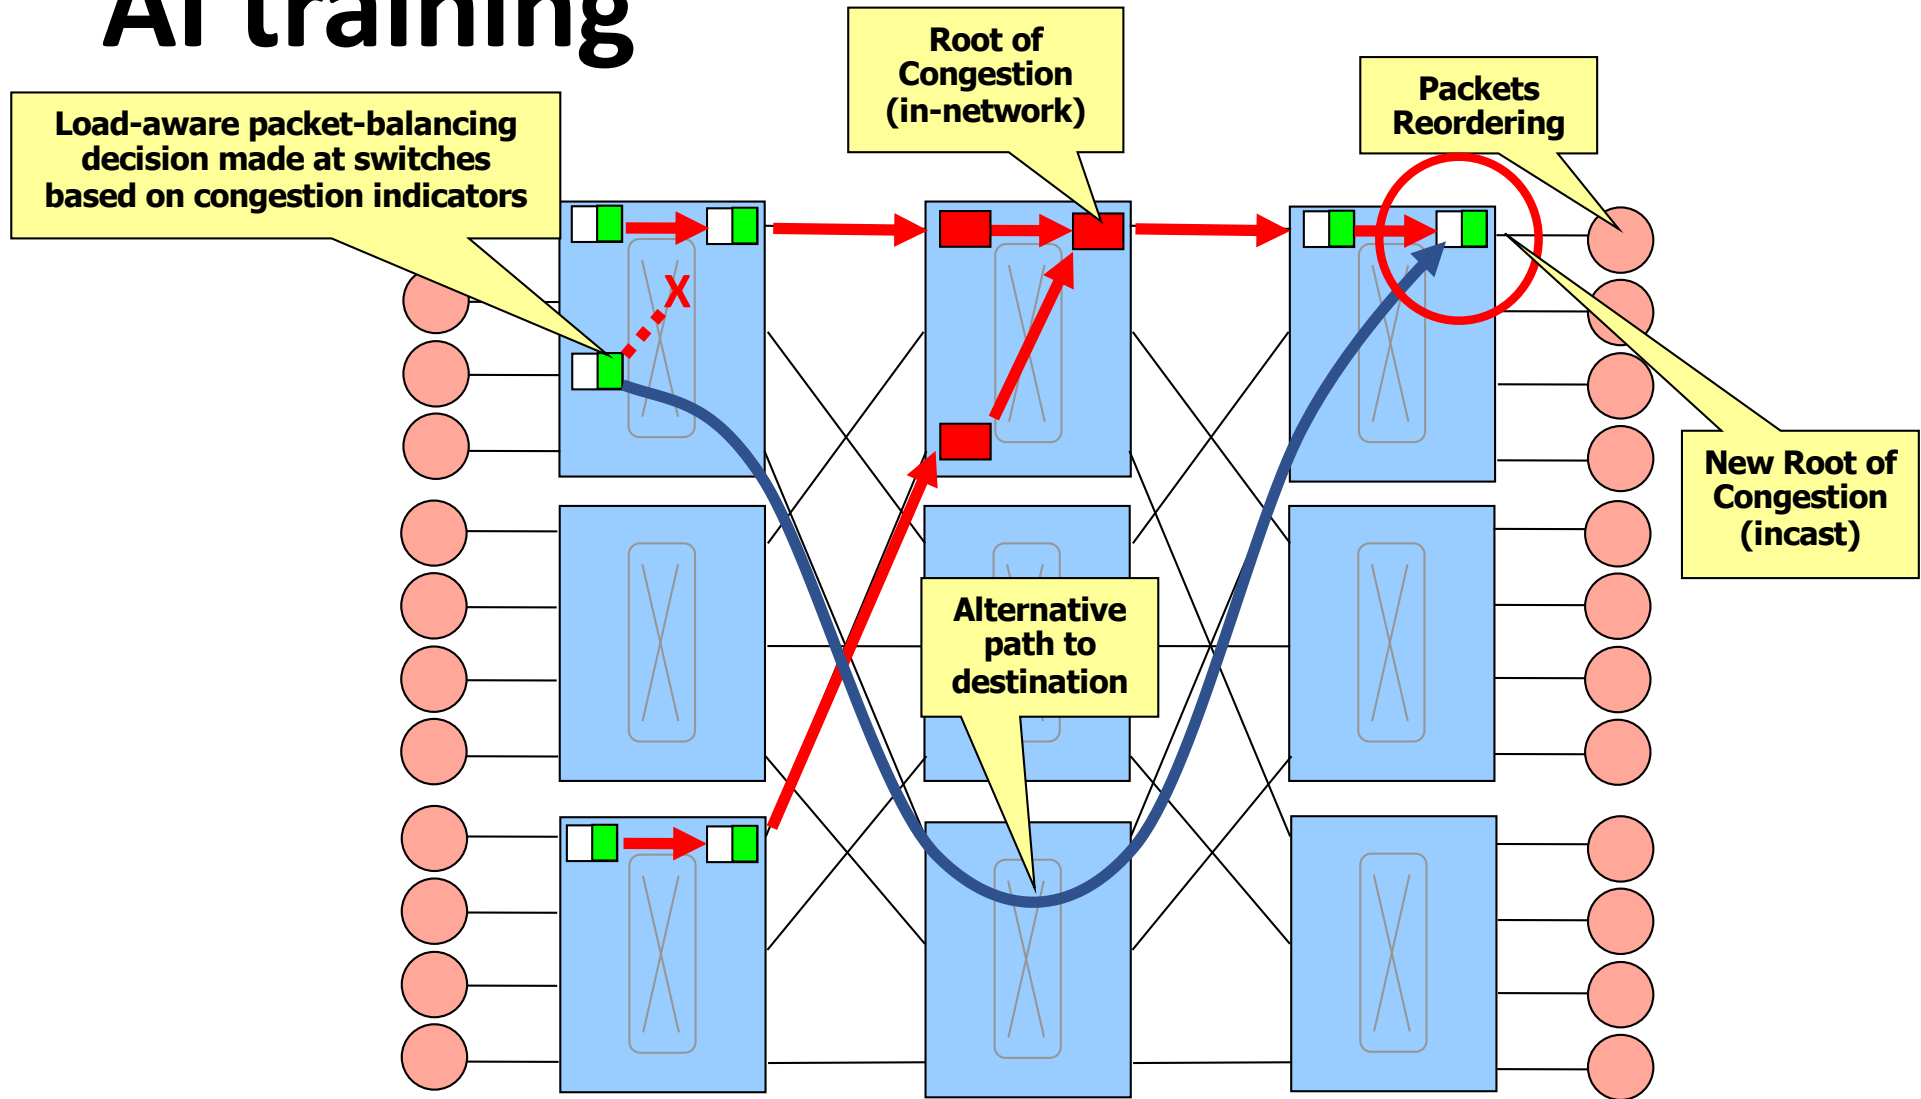 AI training
Root of
Congestion
(in-network)
Packets
Reordering
Load-aware packet-balancing
decision made at switches
based on congestion indicators
X
New Root of
Congestion
(incast)
Alternative
path to
destination